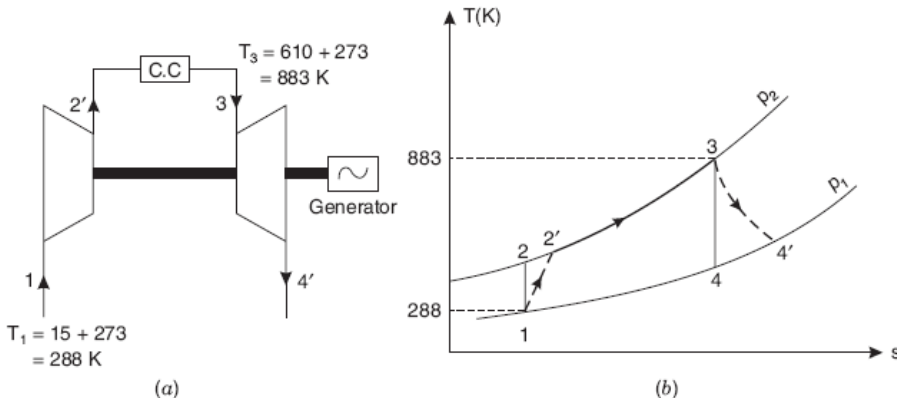 C.C
T₃ = 610 + 273
= 883 K
2′
3
Generator
1
4′
T₁ = 15 + 273
= 288 K
(a)
T(K)
p₂
883
3
p₁
2
2′
4′
4
288
1
s
(b)